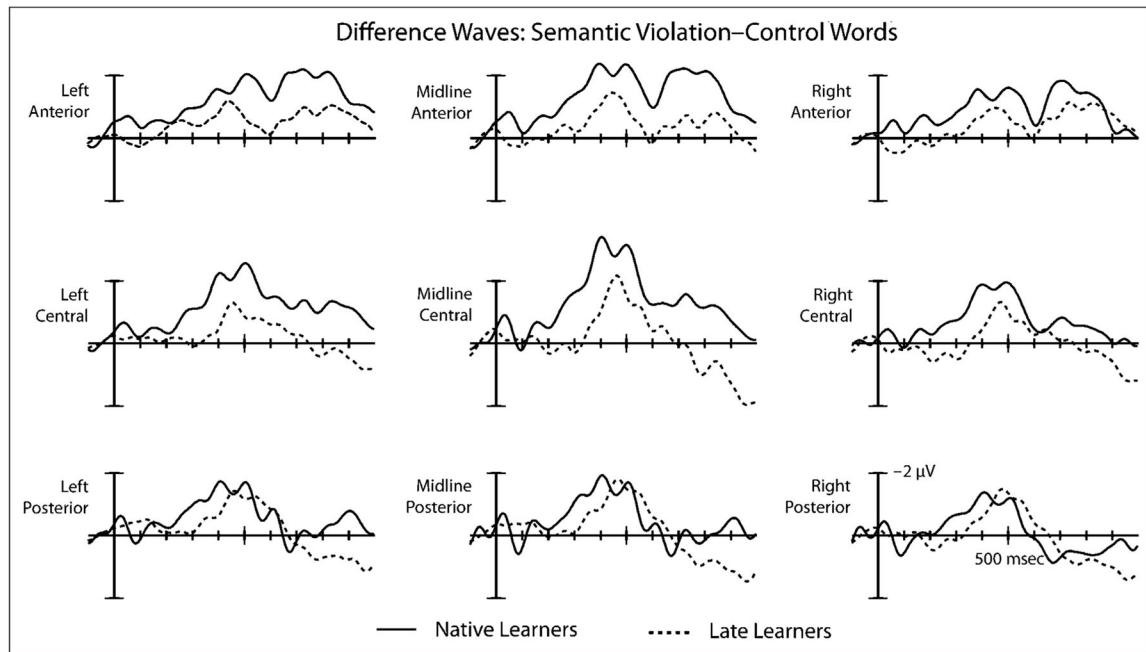 Difference Waves: Semantic Violation–Control Words
Left
Anterior
Midline
Anterior
Right
Anterior
Left
Central
Midline
Central
Right
Central
Left
Posterior
Midline
Posterior
Right
Posterior
–2 µV
500 msec
Native Learners
Late Learners